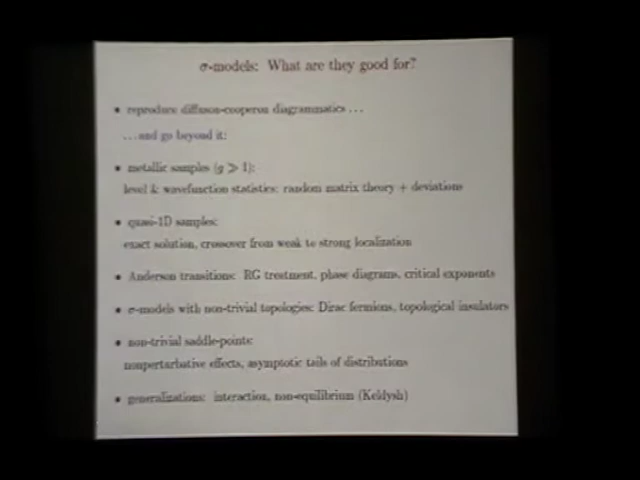 σ-models: What are they good for?
• reproduce diffuson-cooperon diagrammatics ...
... and go beyond it:
• metallic samples (g ≫ 1):
level & wavefunction statistics: random matrix theory + deviations
• quasi-1D samples:
exact solution, crossover from weak to strong localization
• Anderson transitions: RG treatment, phase diagrams, critical exponents
• σ-models with non-trivial topologies: Dirac fermions, topological insulators
• non-trivial saddle-points:
nonperturbative effects, asymptotic tails of distributions
• generalizations: interaction, non-equilibrium (Keldysh)